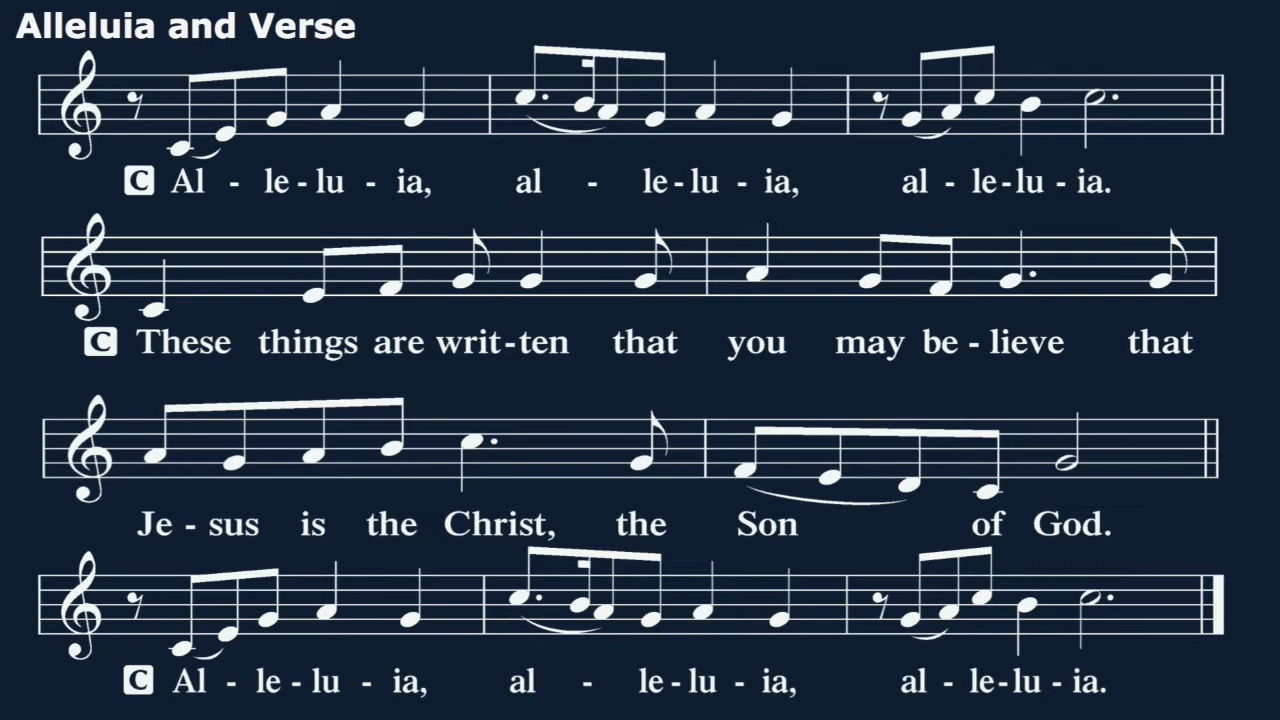 Alleluia and Verse
C Al - le - lu - ia, al - le - lu - ia, al - le - lu - ia.
C These things are writ - ten that you may be - lieve that
Je - sus is the Christ, the Son of God.
C Al - le - lu - ia, al - le - lu - ia, al - le - lu - ia.